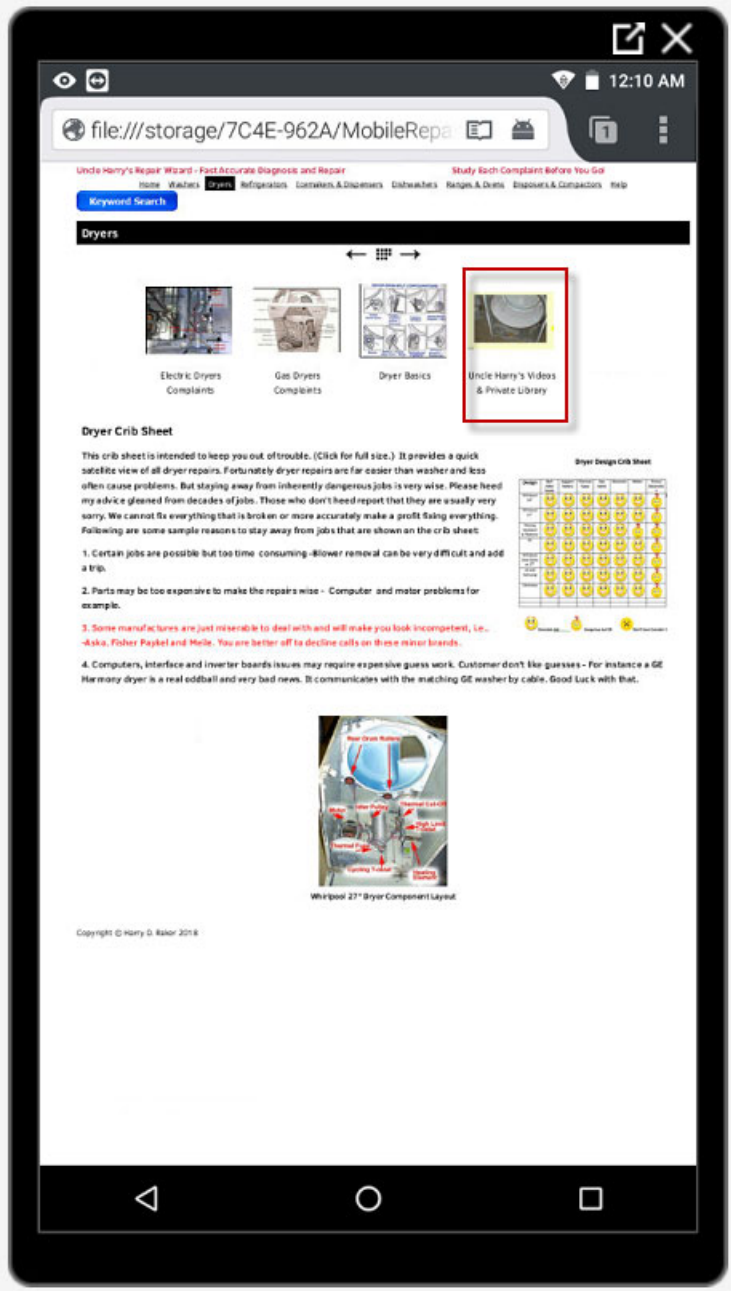 12:10 AM
file:///storage/7C4E-962A/MobileRepa
1
Uncle Harry's Repair Wizard - Fast Accurate Diagnosis and Repair
Study Each Complaint Before You Go!
Home Washers Dryers Refrigerators Icemakers & Dispensers Dishwashers Ranges & Ovens Disposers & Compactors Help
Keyword Search
Dryers
Electric Dryers
Complaints
Gas Dryers
Complaints
Dryer Basics
Uncle Harry's Videos
& Private Library
Dryer Crib Sheet
This crib sheet is intended to keep you out of trouble. (Click for full size.) It provides a quick
satellite view of all dryer repairs. Fortunately dryer repairs are far easier than washer and less
often cause problems. But staying away from inherently dangerous jobs is very wise. Please heed
my advice gleaned from decades of jobs. Those who don't heed report that they are usually very
sorry. We cannot fix everything that is broken or more accurately make a profit fixing everything.
Following are some sample reasons to stay away from jobs that are shown on the crib sheet
1. Certain jobs are possible but too time consuming -Blower removal can be very difficult and add
a trip.
2. Parts may be too expensive to make the repairs wise - Computer and motor problems for
example.
3. Some manufactures are just miserable to deal with and will make you look incompetent, i.e..
-Asko, Fisher Paykel and Meile. You are better off to decline calls on these minor brands.
4. Computers, interface and inverter boards issues may require expensive guess work. Customer don't like guesses - For instance a GE
Harmony dryer is a real oddball and very bad news. It communicates with the matching GE washer by cable. Good Luck with that.
Dryer Design Crib Sheet
Design
Rear Drum Rollers
Motor
Idler Pulley
Thermal Cut-Off
High Limit
Thermal Fuse
Cycling T-stat
Heating
Element
Whirlpool 27" Dryer Component Layout
Copyright © Harry D. Raker 2018